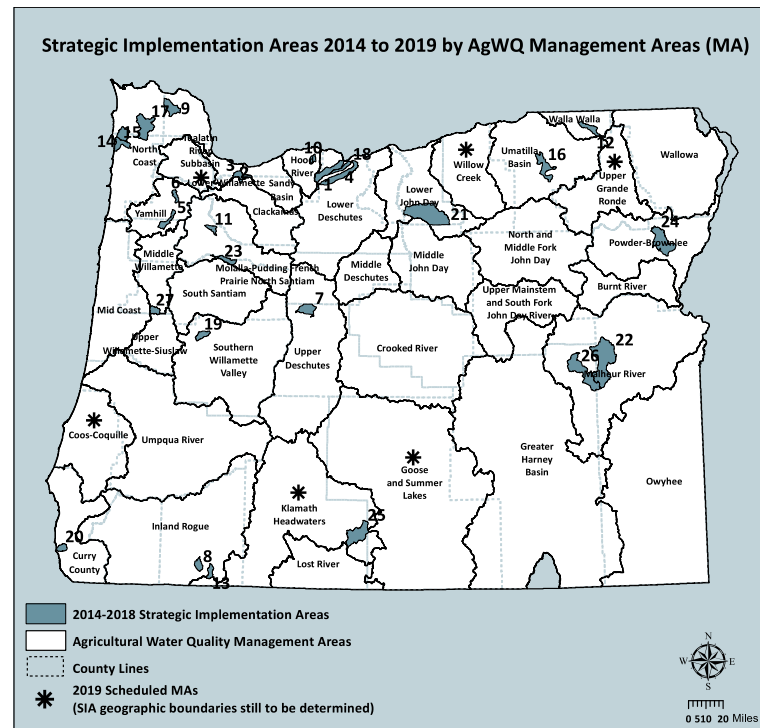 Strategic Implementation Areas 2014 to 2019 by AgWQ Management Areas (MA)
17
9
14
15
North
Coast
Tualatin
River
Subbasin
3
2
Lower Willamette
Sandy
Basin
10
Hood
River
18
1
4
Lower
Deschutes
Lower
John Day
21
Willow
Creek
Umatilla
Basin
16
Walla Walla
12
Upper
Grande
Ronde
Wallowa
6
5
Yamhill
11
Clackamas
Middle
Willamette
23
Molalla-Pudding French
Prairie North Santiam
South Santiam
Middle
Deschutes
Middle
John Day
North and
Middle Fork
John Day
24
Powder-Brownlee
Burnt River
Upper Mainstem
and South Fork
John Day River
Mid Coast
27
Upper
Willamette-Siuslaw
19
Southern
Willamette
Valley
7
Upper
Deschutes
Crooked River
22
26
Malheur River
Coos-Coquille
Umpqua River
Goose
and Summer
Lakes
Greater
Harney
Basin
Owyhee
Klamath
Headwaters
25
Lost River
Inland Rogue
8
13
20
Curry
County
2014-2018 Strategic Implementation Areas
Agricultural Water Quality Management Areas
County Lines
2019 Scheduled MAs
(SIA geographic boundaries still to be determined)
N
W E
S
0 5 10 20 Miles